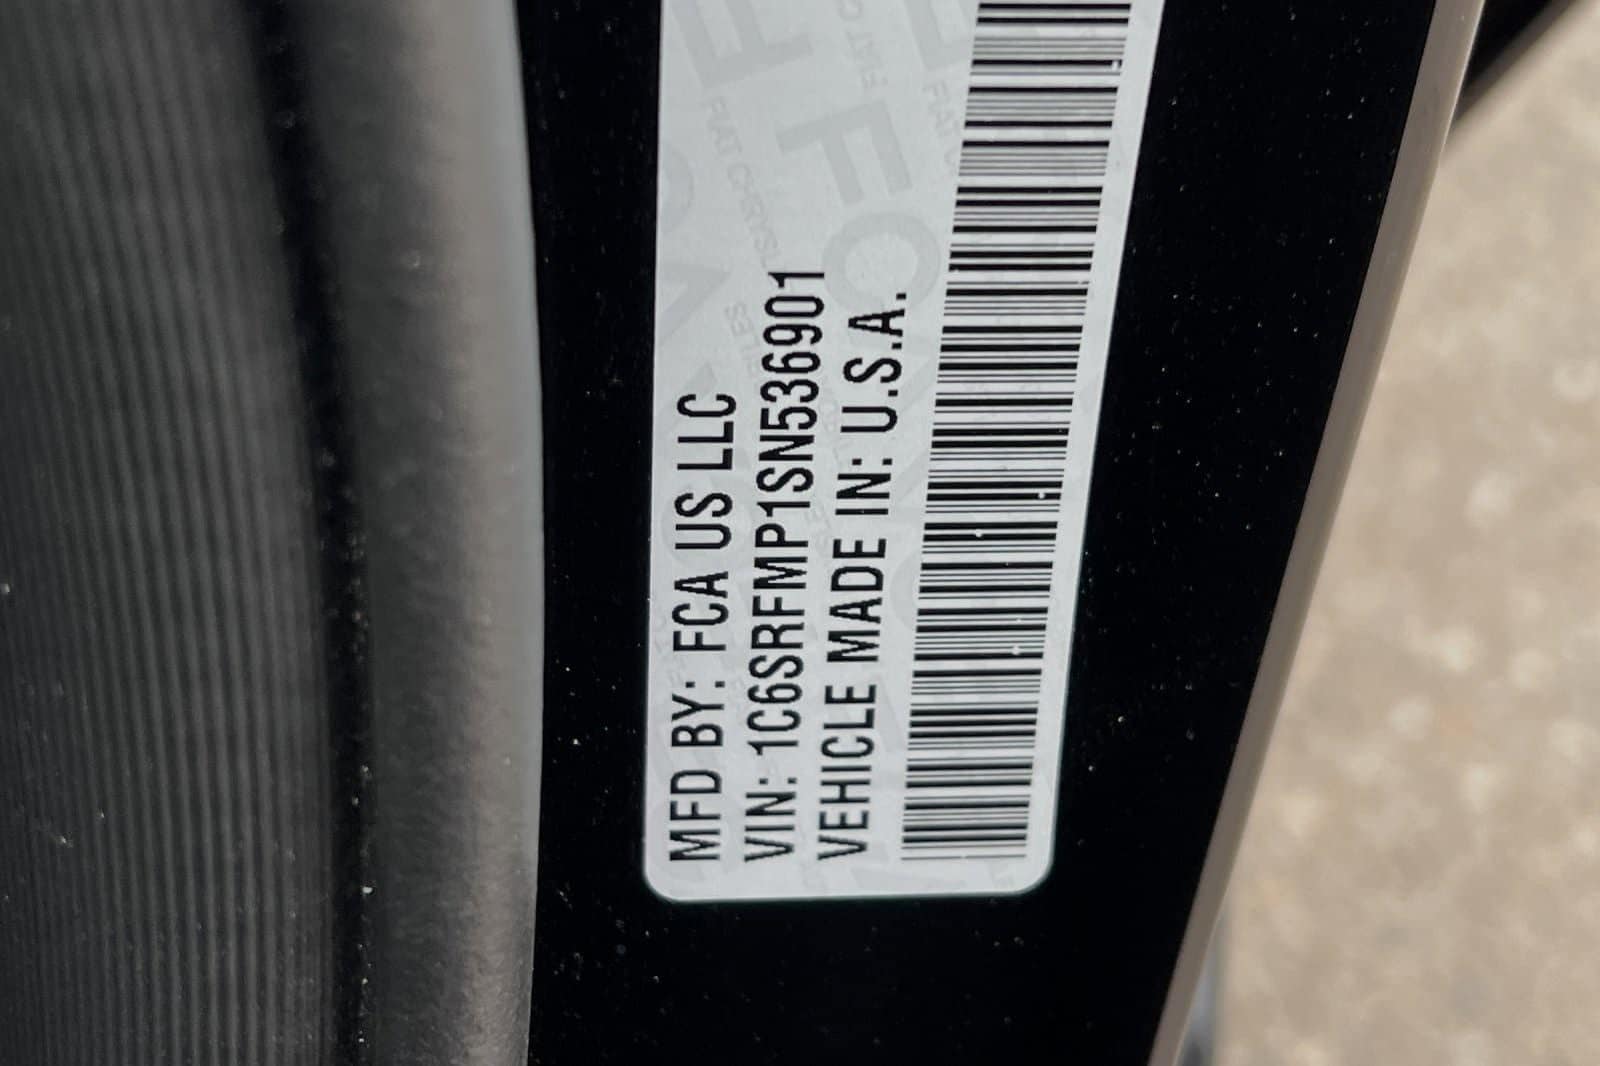 MFD BY: FCA US LLC
VIN: 1C6SRFMP1SN536901
VEHICLE MADE IN: U.S.A.